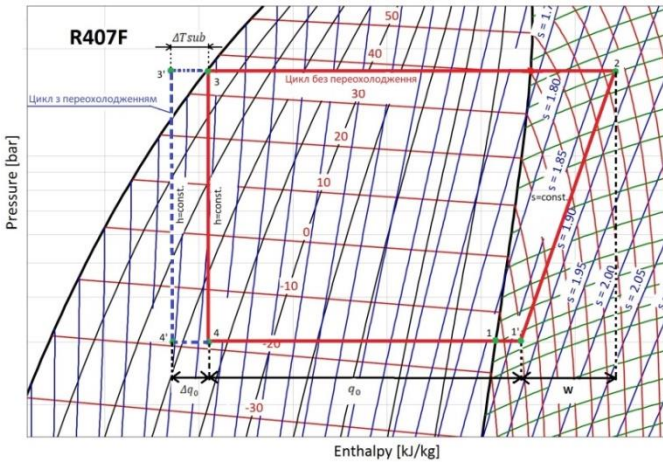 R407F
ΔTsub
50
40
3'
3
2
Цикл без переохолодження
Цикл з переохолодженням
30
20
10
0
-10
-20
-30
h=const.
h=const.
s=const.
s = 1.80
s = 1.85
s = 1.90
s = 1.95
s = 2.00
s = 2.05
4'
4
1
1'
Δq₀
q₀
w
Pressure [bar]
Enthalpy [kJ/kg]